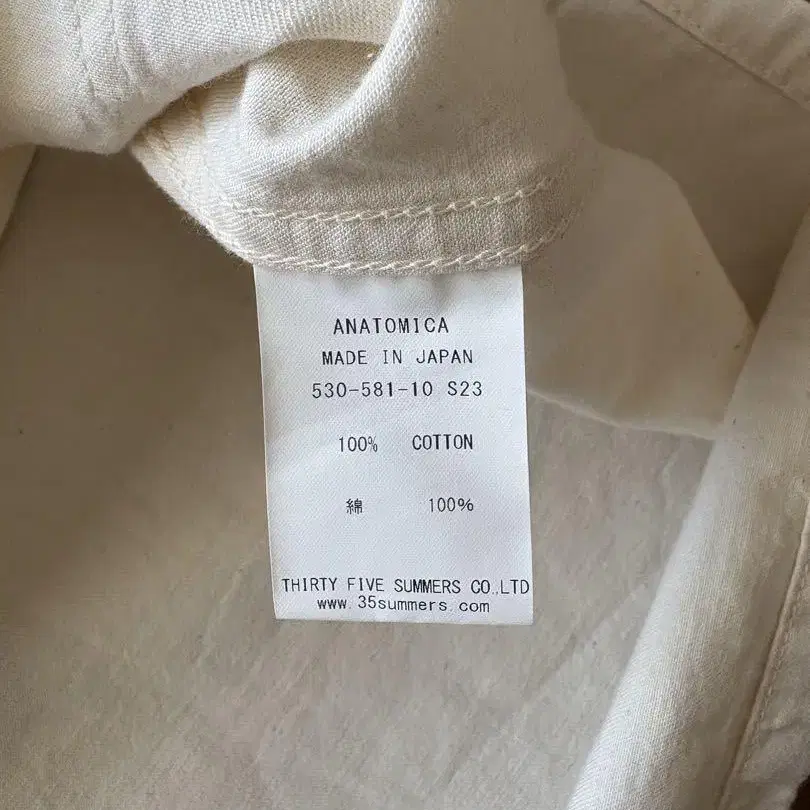 ANATOMICA
MADE IN JAPAN
530-581-10 S23
100% COTTON
綿 100%
THIRTY FIVE SUMMERS CO.,LTD
www.35summers.com